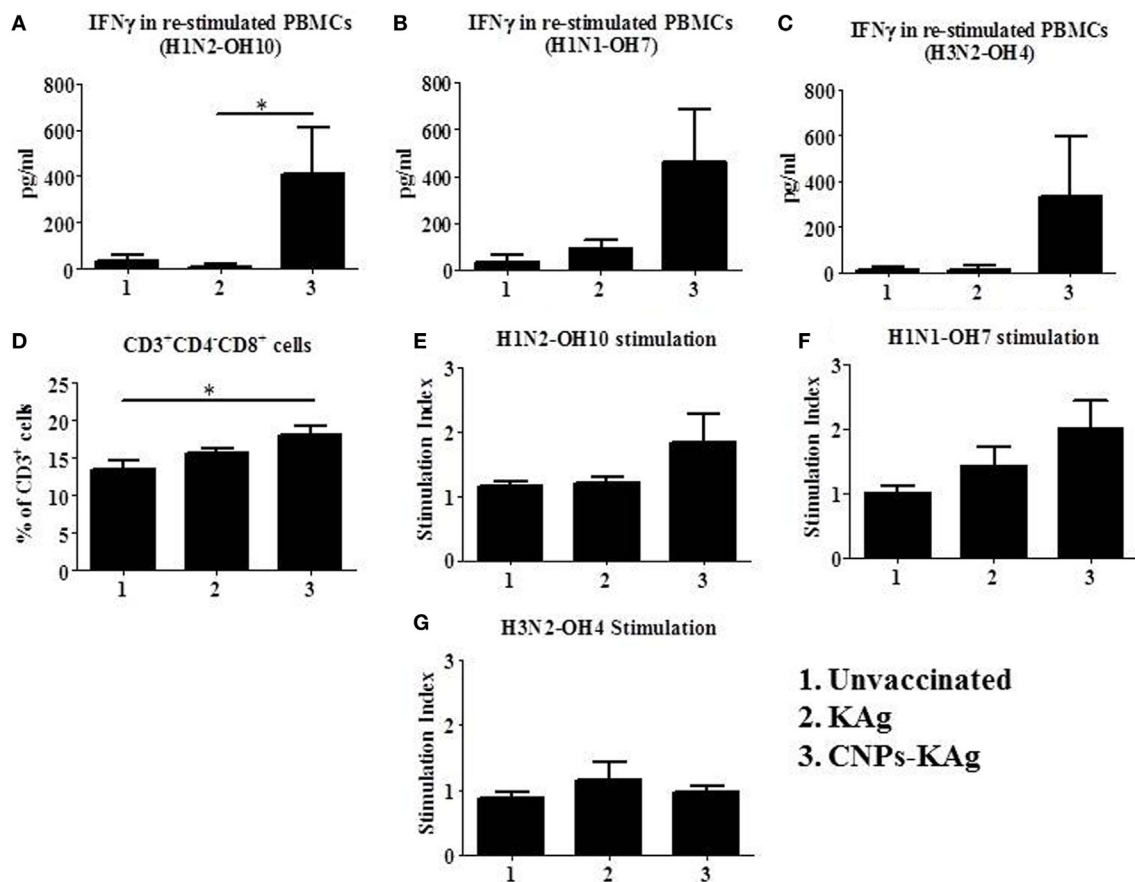 A
IFNγ in re-stimulated PBMCs
(H1N2-OH10)
pg/ml
800
600
400
200
0
*
1 2 3
B
IFNγ in re-stimulated PBMCs
(H1N1-OH7)
pg/ml
800
600
400
200
0
1 2 3
C
IFNγ in re-stimulated PBMCs
(H3N2-OH4)
pg/ml
800
600
400
200
0
1 2 3
D
CD3⁺CD4⁻CD8⁺ cells
% of CD3⁺ cells
25
20
15
10
5
0
*
1 2 3
E
H1N2-OH10 stimulation
Stimulation Index
3
2
1
0
1 2 3
F
H1N1-OH7 stimulation
Stimulation Index
3
2
1
0
1 2 3
G
H3N2-OH4 Stimulation
Stimulation Index
3
2
1
0
1 2 3
1. Unvaccinated
2. KAg
3. CNPs-KAg